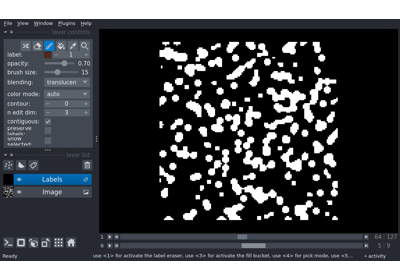 File View Window Plugins Help
layer controls
label: 1
opacity: 0.70
brush size: 15
blending: translucen
color mode: auto
contour: 0
n edit dim: 3
contiguous:
preserve
labels:
show
selected:
layer list
Labels
Image
1 64 127
0 5 9
Ready use <1> for activate the label eraser, use <3> for activate the fill bucket, use <4> for pick mode, use <5... activity